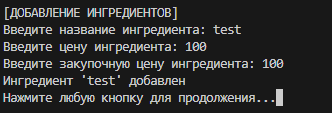 [ДОБАВЛЕНИЕ ИНГРЕДИЕНТОВ]
Введите название ингредиента: test
Введите цену ингредиента: 100
Введите закупочную цену ингредиента: 100
Ингредиент 'test' добавлен
Нажмите любую кнопку для продолжения...